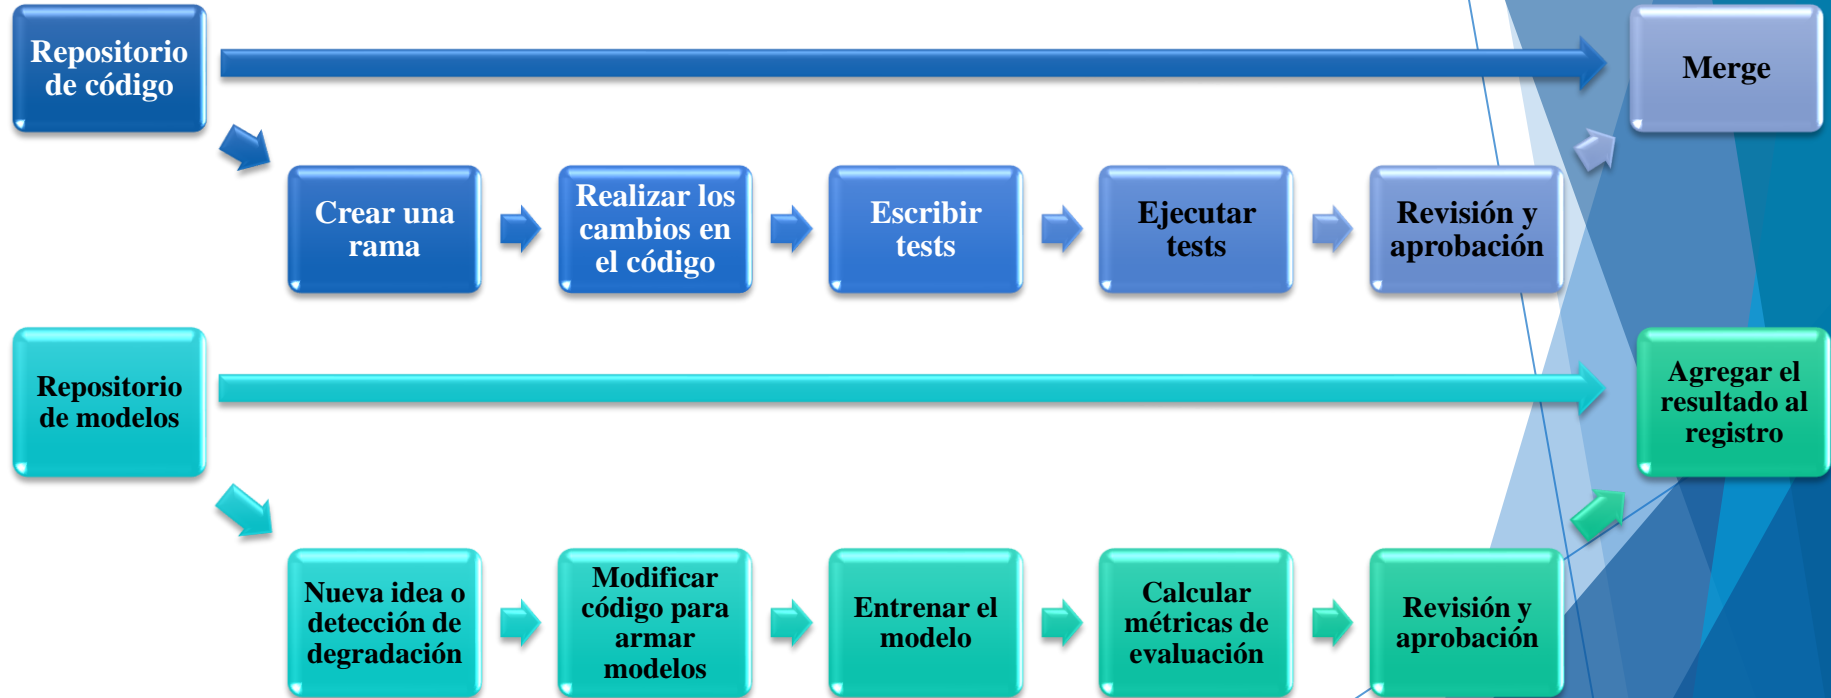 Repositorio
de código
Merge
Crear una
rama
Realizar los
cambios en
el código
Escribir
tests
Ejecutar
tests
Revisión y
aprobación
Repositorio
de modelos
Agregar el
resultado al
registro
Nueva idea o
detección de
degradación
Modificar
código para
armar
modelos
Entrenar el
modelo
Calcular
métricas de
evaluación
Revisión y
aprobación